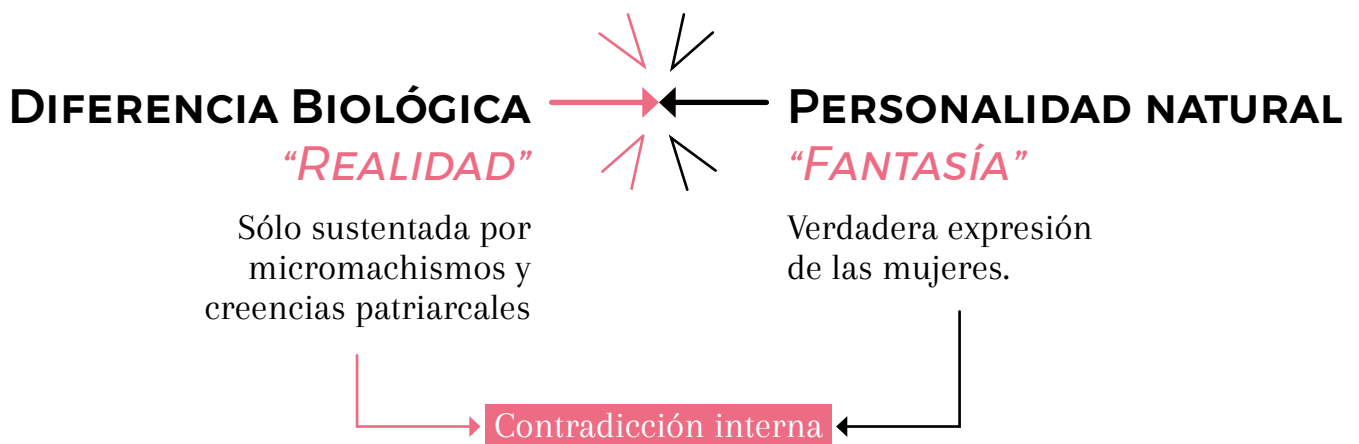 DIFERENCIA BIOLÓGICA
“REALIDAD”
Sólo sustentada por
micromachismos y
creencias patriarcales
PERSONALIDAD NATURAL
“FANTASÍA”
Verdadera expresión
de las mujeres.
Contradicción interna